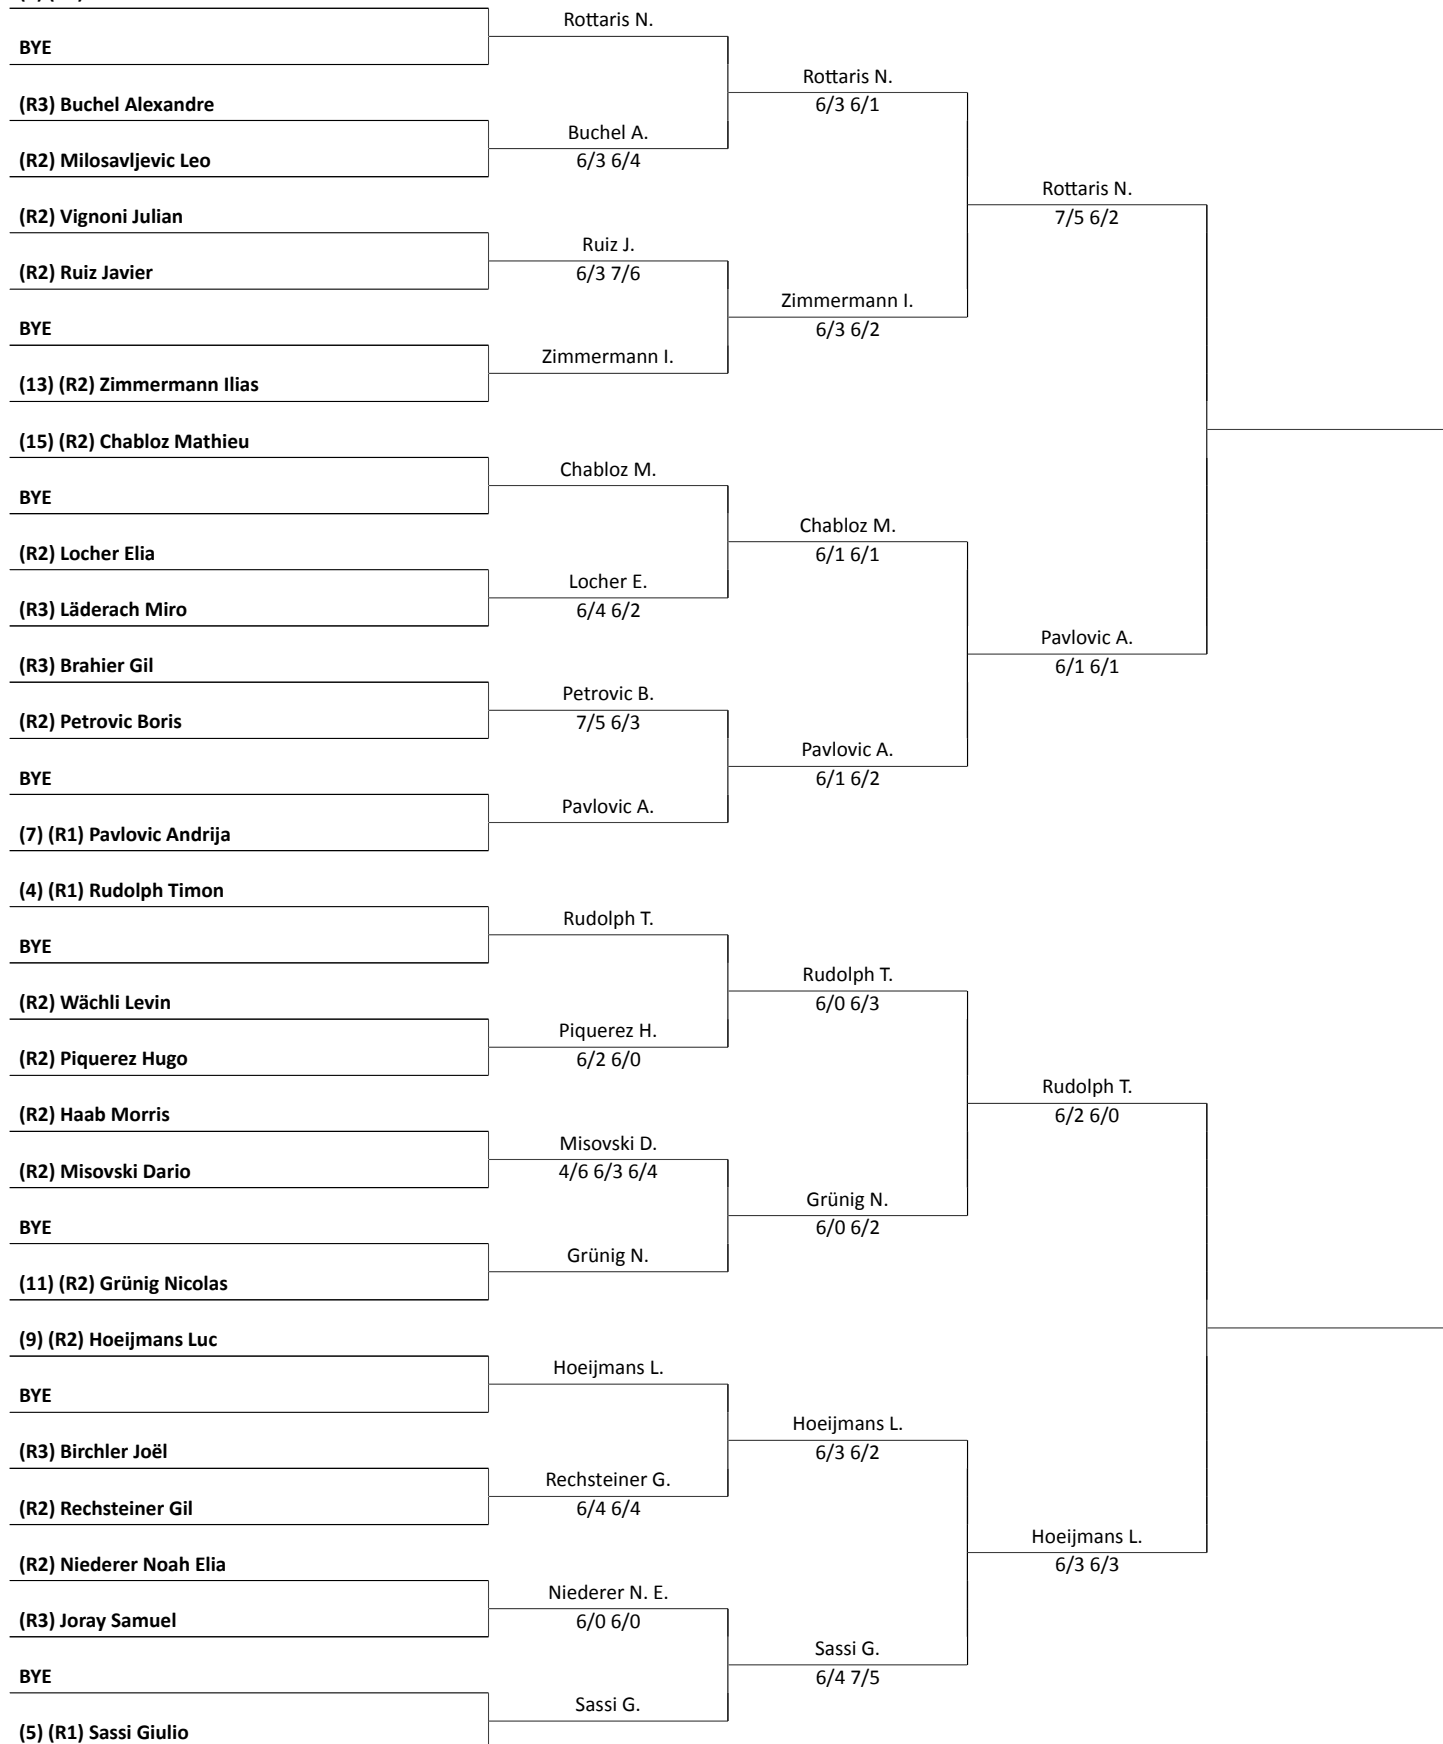 BYE
(R3) Buchel Alexandre
(R2) Milosavljevic Leo
(R2) Vignoni Julian
(R2) Ruiz Javier
BYE
(13) (R2) Zimmermann Ilias
(15) (R2) Chabloz Mathieu
BYE
(R2) Locher Elia
(R3) Läderach Miro
(R3) Brahier Gil
(R2) Petrovic Boris
BYE
(7) (R1) Pavlovic Andrija
(4) (R1) Rudolph Timon
BYE
(R2) Wächli Levin
(R2) Piquerez Hugo
(R2) Haab Morris
(R2) Misovski Dario
BYE
(11) (R2) Grünig Nicolas
(9) (R2) Hoeijmans Luc
BYE
(R3) Birchler Joël
(R2) Rechsteiner Gil
(R2) Niederer Noah Elia
(R3) Joray Samuel
BYE
(5) (R1) Sassi Giulio
Rottaris N.
Buchel A.
6/3 6/4
Ruiz J.
6/3 7/6
Zimmermann I.
Chabloz M.
Locher E.
6/4 6/2
Petrovic B.
7/5 6/3
Pavlovic A.
Rudolph T.
Piquerez H.
6/2 6/0
Misovski D.
4/6 6/3 6/4
Grünig N.
Hoeijmans L.
Rechsteiner G.
6/4 6/4
Niederer N. E.
6/0 6/0
Sassi G.
Rottaris N.
6/3 6/1
Zimmermann I.
6/3 6/2
Chabloz M.
6/1 6/1
Pavlovic A.
6/1 6/2
Rudolph T.
6/0 6/3
Grünig N.
6/0 6/2
Hoeijmans L.
6/3 6/2
Sassi G.
6/4 7/5
Rottaris N.
7/5 6/2
Pavlovic A.
6/1 6/1
Rudolph T.
6/2 6/0
Hoeijmans L.
6/3 6/3